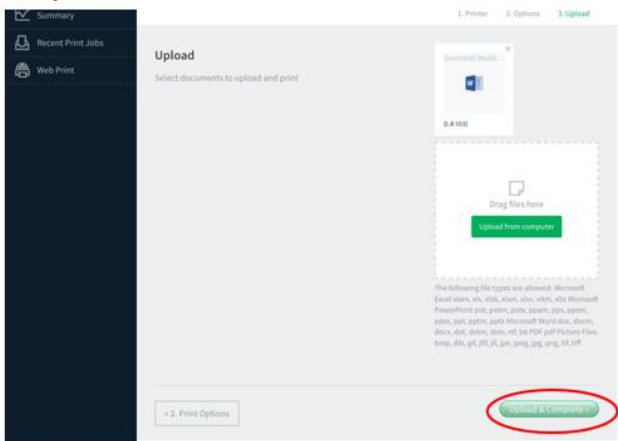 Summary
1. Printer 2. Options 3. Upload
Recent Print Jobs
Web Print
Upload
Select documents to upload and print
SonicWall Mobil...
0.4 MiB
Drag files here
Upload from computer
The following file types are allowed: Microsoft
Excel xlam, xls, xlsb, xlsm, xlsx, xltm, xltx Microsoft
PowerPoint pot, potm, potx, ppam, pps, ppsm,
ppsx, ppt, pptm, pptx Microsoft Word doc, docm,
docx, dot, dotm, dotx, rtf, txt PDF pdf Picture Files
bmp, dib, gif, jfif, jif, jpe, jpeg, jpg, png, tif, tiff
« 2. Print Options
Upload & Complete »